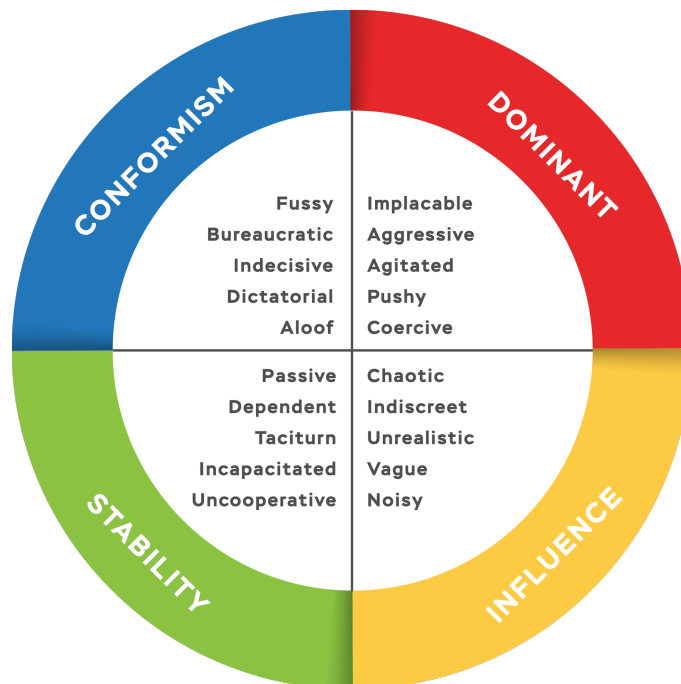 CONFORMISM
DOMINANT
Fussy
Bureaucratic
Indecisive
Dictatorial
Aloof
Implacable
Aggressive
Agitated
Pushy
Coercive
Passive
Dependent
Taciturn
Incapacitated
Uncooperative
Chaotic
Indiscreet
Unrealistic
Vague
Noisy
STABILITY
INFLUENCE